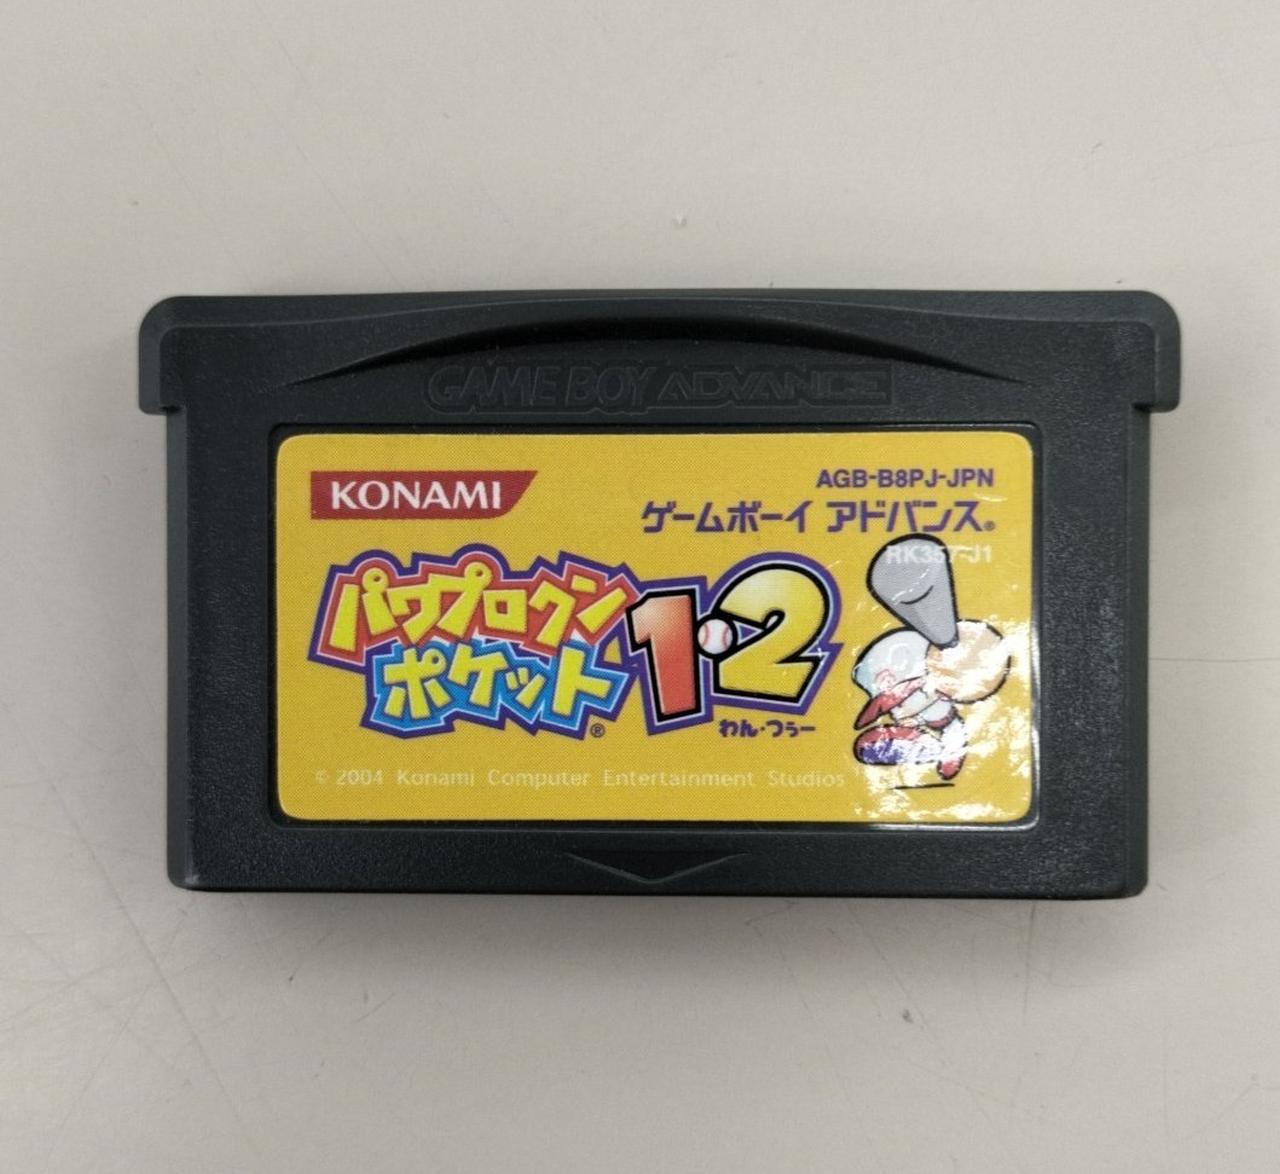 GAME BOY ADVANCE
KONAMI
AGB-B8PJ-JPN
ゲームボーイ アドバンス®
RK357-J1
パワプロクン
ポケット®
1・2
わん・つぅー
© 2004 Konami Computer Entertainment Studios